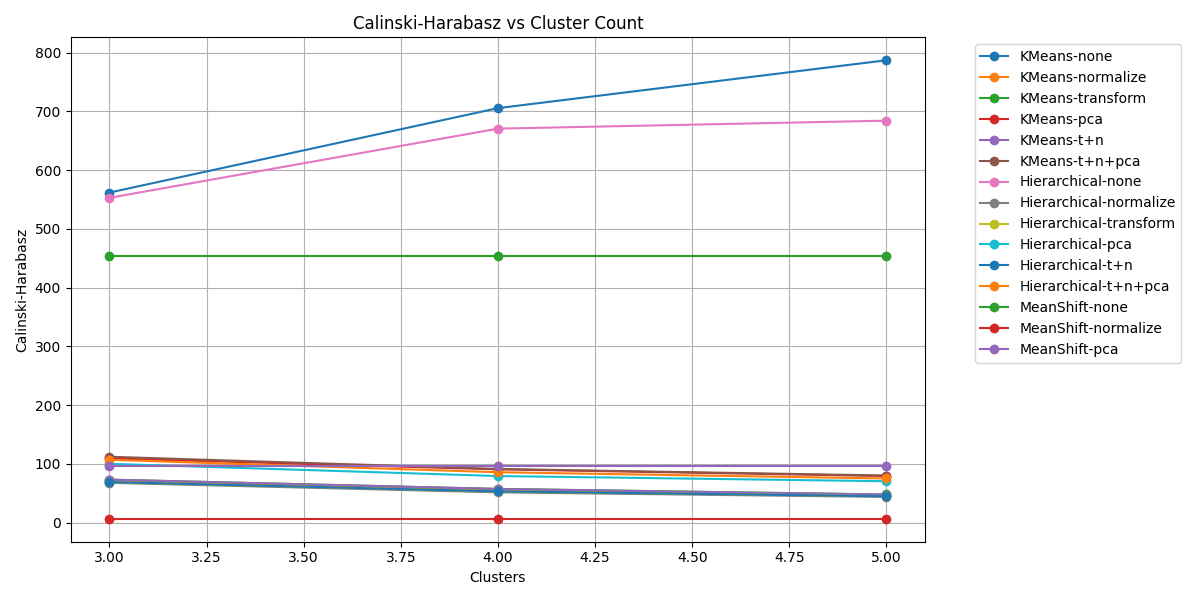 Calinski-Harabasz vs Cluster Count
Calinski-Harabasz
800
700
600
500
400
300
200
100
0
3.00
3.25
3.50
3.75
4.00
4.25
4.50
4.75
5.00
Clusters
KMeans-none
KMeans-normalize
KMeans-transform
KMeans-pca
KMeans-t+n
KMeans-t+n+pca
Hierarchical-none
Hierarchical-normalize
Hierarchical-transform
Hierarchical-pca
Hierarchical-t+n
Hierarchical-t+n+pca
MeanShift-none
MeanShift-normalize
MeanShift-pca